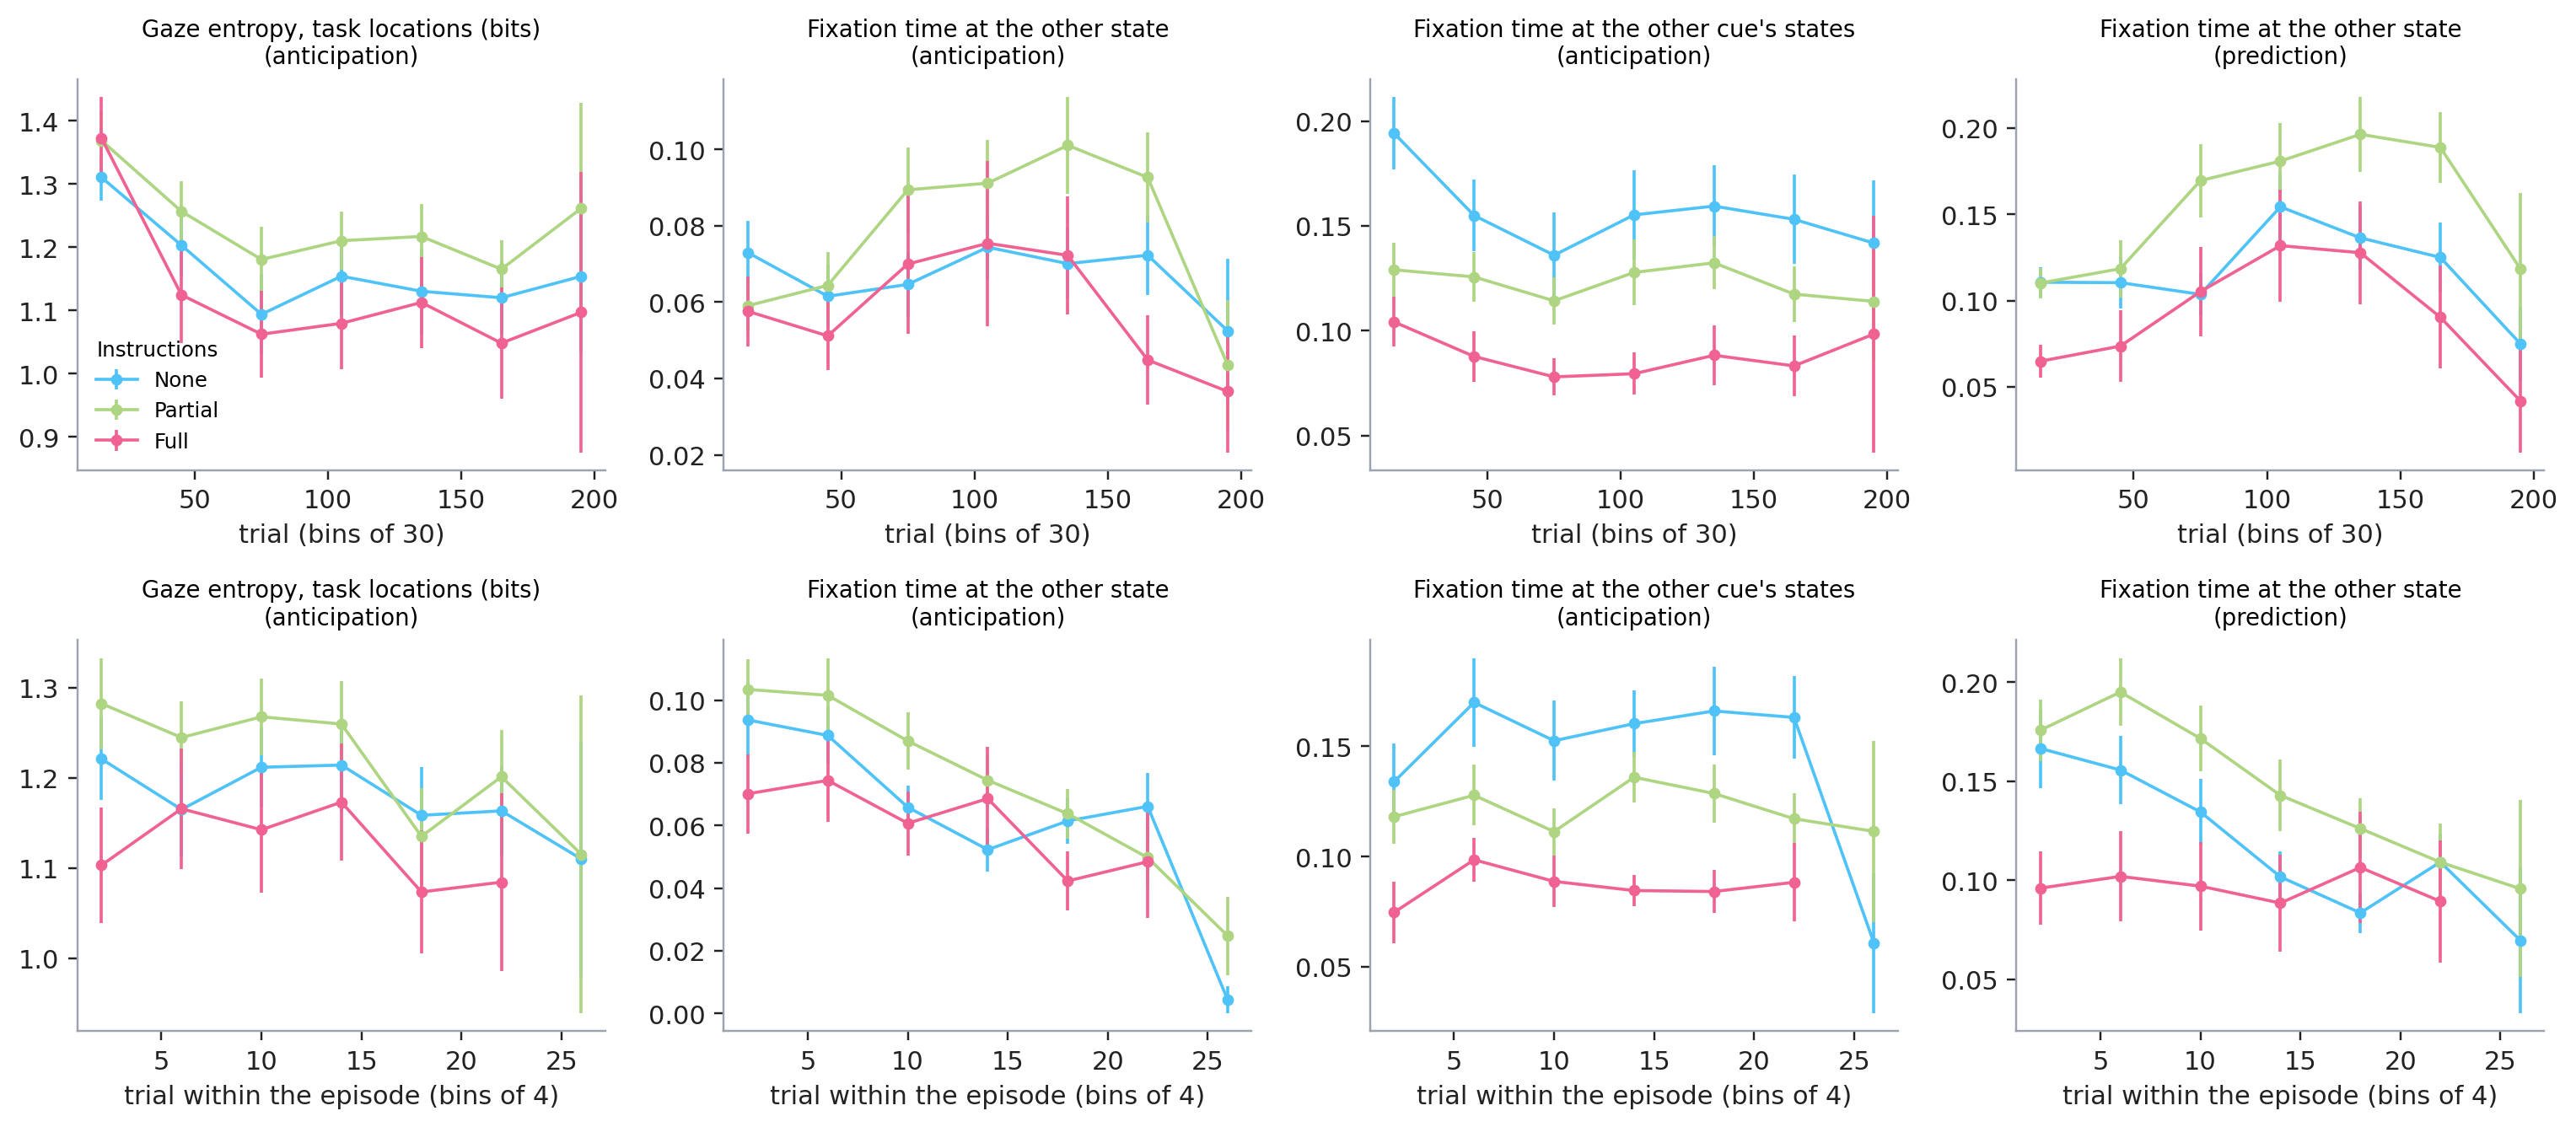 Gaze entropy, task locations (bits)
(anticipation)
1.4
1.3
1.2
1.1
1.0
0.9
Instructions
None
Partial
Full
50 100 150 200
trial (bins of 30)
Fixation time at the other state
(anticipation)
0.10
0.08
0.06
0.04
0.02
50 100 150 200
trial (bins of 30)
Fixation time at the other cue's states
(anticipation)
0.20
0.15
0.10
0.05
50 100 150 200
trial (bins of 30)
Fixation time at the other state
(prediction)
0.20
0.15
0.10
0.05
50 100 150 200
trial (bins of 30)
Gaze entropy, task locations (bits)
(anticipation)
1.3
1.2
1.1
1.0
5 10 15 20 25
trial within the episode (bins of 4)
Fixation time at the other state
(anticipation)
0.10
0.08
0.06
0.04
0.02
0.00
5 10 15 20 25
trial within the episode (bins of 4)
Fixation time at the other cue's states
(anticipation)
0.15
0.10
0.05
5 10 15 20 25
trial within the episode (bins of 4)
Fixation time at the other state
(prediction)
0.20
0.15
0.10
0.05
5 10 15 20 25
trial within the episode (bins of 4)